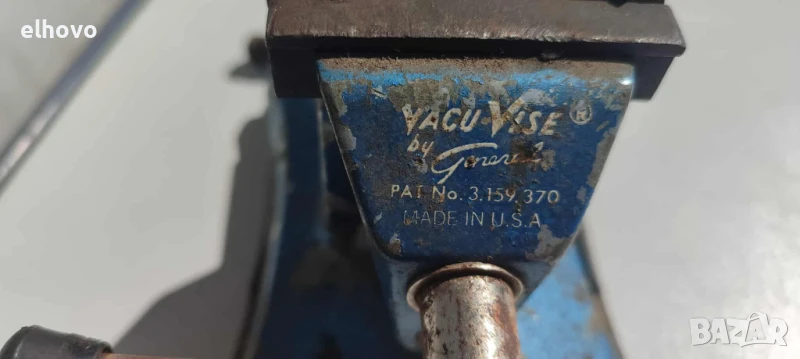 elhovo
VACU-VISE ®
by General
PAT No. 3,159,370
MADE IN U.S.A
BAZAR